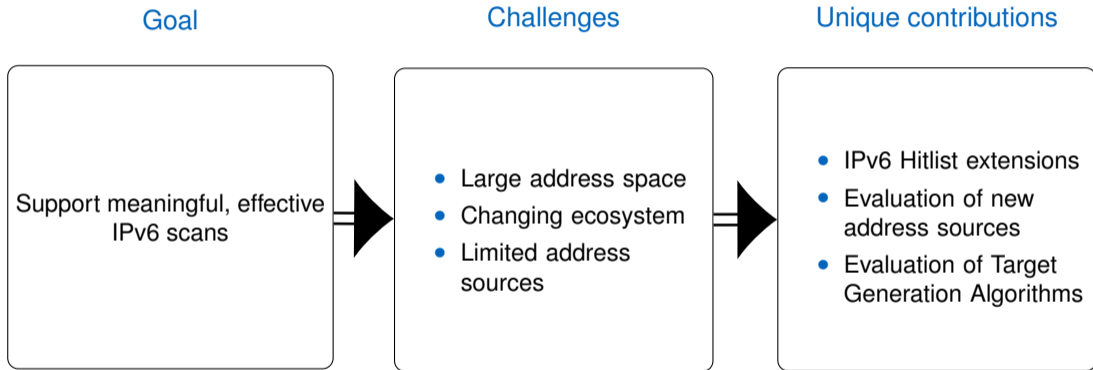 Goal
Support meaningful, effective
IPv6 scans
Challenges
• Large address space
• Changing ecosystem
• Limited address
sources
Unique contributions
• IPv6 Hitlist extensions
• Evaluation of new
address sources
• Evaluation of Target
Generation Algorithms